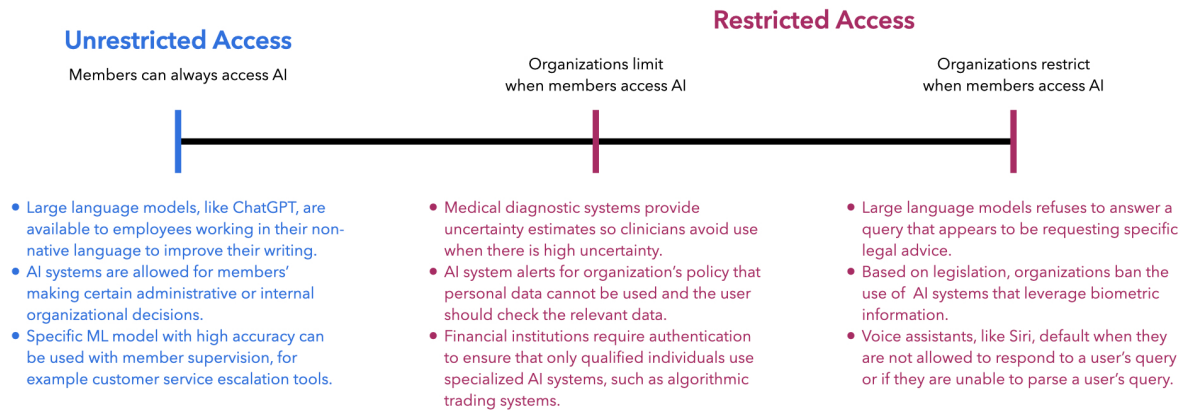 Unrestricted Access
Members can always access AI
Restricted Access
Organizations limit
when members access AI
Organizations restrict
when members access AI
• Large language models, like ChatGPT, are
available to employees working in their non-
native language to improve their writing.
• AI systems are allowed for members'
making certain administrative or internal
organizational decisions.
• Specific ML model with high accuracy can
be used with member supervision, for
example customer service escalation tools.
• Medical diagnostic systems provide
uncertainty estimates so clinicians avoid use
when there is high uncertainty.
• AI system alerts for organization's policy that
personal data cannot be used and the user
should check the relevant data.
• Financial institutions require authentication
to ensure that only qualified individuals use
specialized AI systems, such as algorithmic
trading systems.
• Large language models refuses to answer a
query that appears to be requesting specific
legal advice.
• Based on legislation, organizations ban the
use of AI systems that leverage biometric
information.
• Voice assistants, like Siri, default when they
are not allowed to respond to a user's query
or if they are unable to parse a user's query.